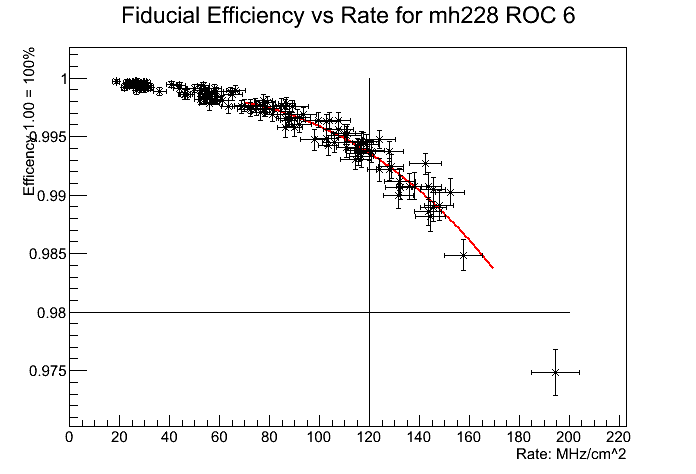 Fiducial Efficiency vs Rate for mh228 ROC 6
Efficency 1.00 = 100%
1
0.995
0.99
0.985
0.98
0.975
0 20 40 60 80 100 120 140 160 180 200 220
Rate: MHz/cm^2